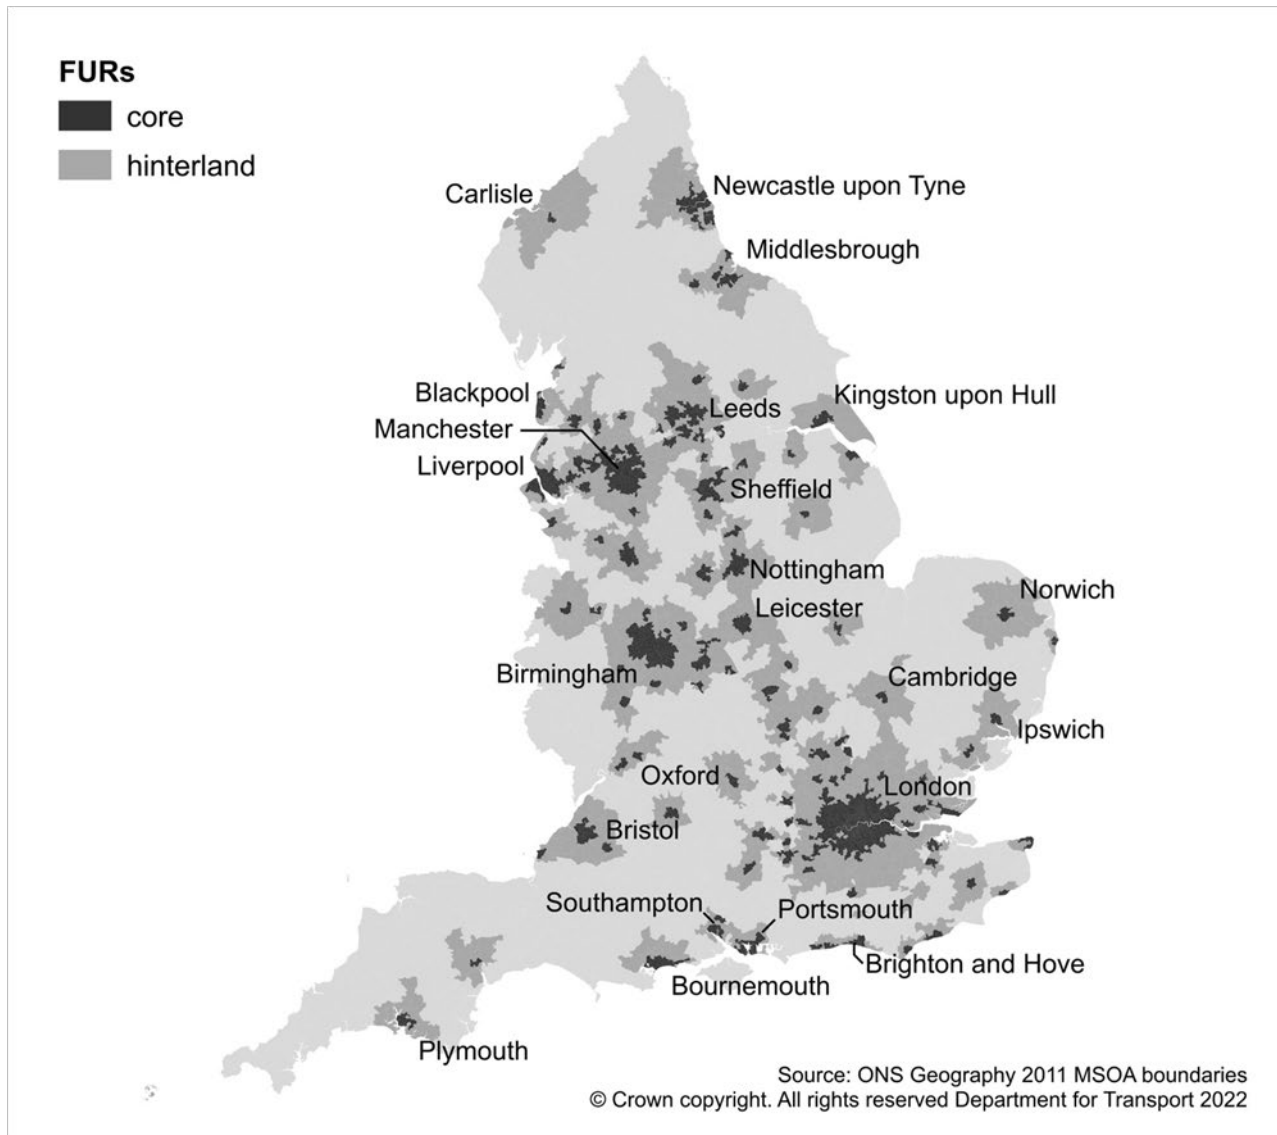 FURs
core
hinterland
Carlisle
Newcastle upon Tyne
Middlesbrough
Blackpool
Kingston upon Hull
Leeds
Manchester
Liverpool
Sheffield
Nottingham
Norwich
Leicester
Birmingham
Cambridge
Ipswich
Oxford
London
Bristol
Southampton
Portsmouth
Brighton and Hove
Bournemouth
Plymouth
Source: ONS Geography 2011 MSOA boundaries
© Crown copyright. All rights reserved Department for Transport 2022